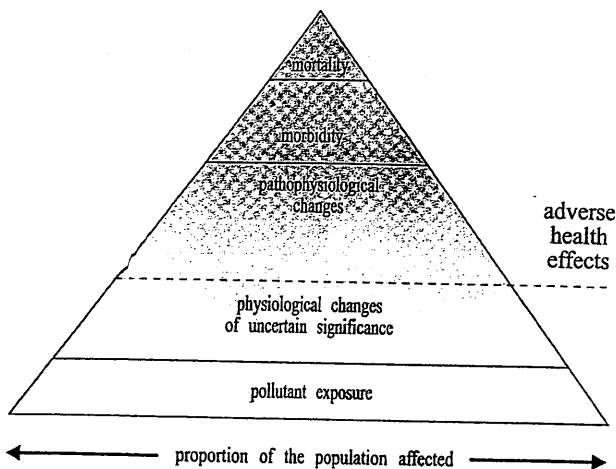 mortality
morbidity
pathophysiological
changes
adverse
health
effects
physiological changes
of uncertain significance
pollutant exposure
proportion of the population affected